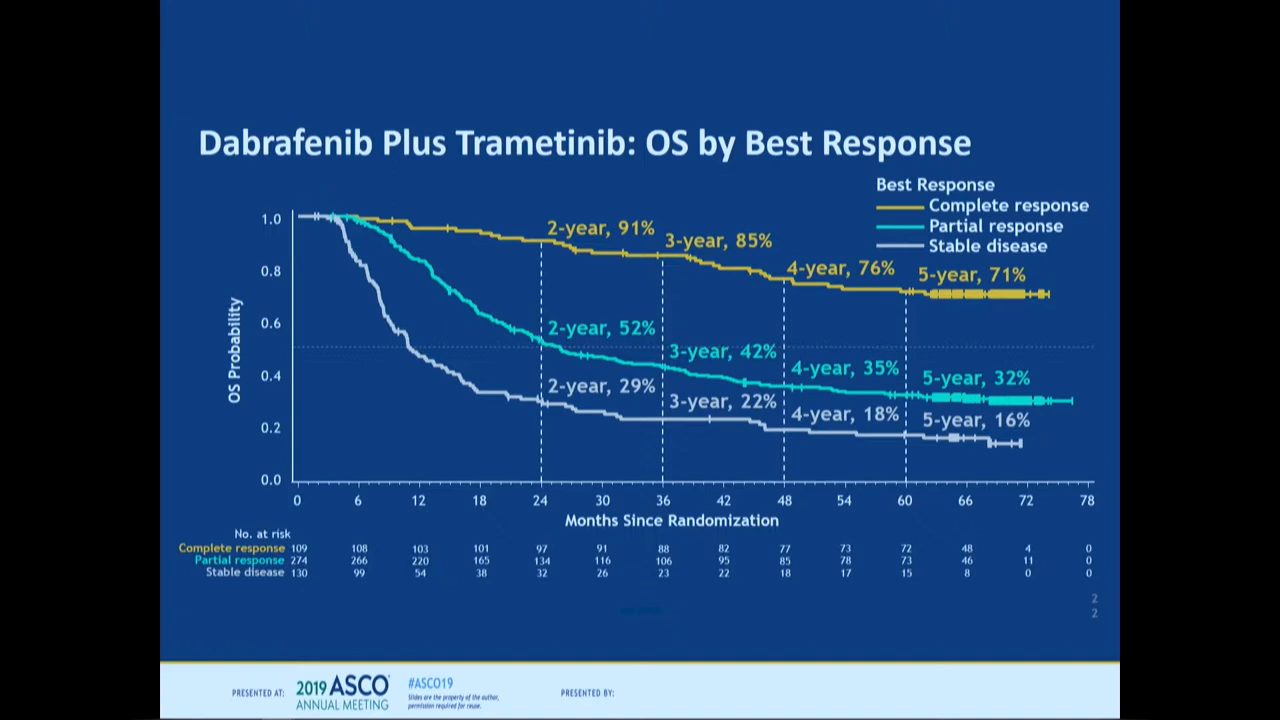 Dabrafenib Plus Trametinib: OS by Best Response
Best Response
Complete response
Partial response
Stable disease
1.0
0.8
0.6
0.4
0.2
0.0
OS Probability
2-year, 91%
3-year, 85%
4-year, 76%
5-year, 71%
2-year, 52%
3-year, 42%
4-year, 35%
5-year, 32%
2-year, 29%
3-year, 22%
4-year, 18%
5-year, 16%
0 6 12 18 24 30 36 42 48 54 60 66 72 78
Months Since Randomization
No. at risk
Complete response 109 108 103 101 97 91 88 82 77 73 72 48 4 0
Partial response 274 266 220 165 134 116 106 95 85 78 73 46 11 0
Stable disease 130 99 54 38 32 26 23 22 18 17 15 8 0 0
2
2
PRESENTED AT:
2019 ASCO
ANNUAL MEETING
#ASCO19
Slides are the property of the author,
permission required for reuse.
PRESENTED BY: